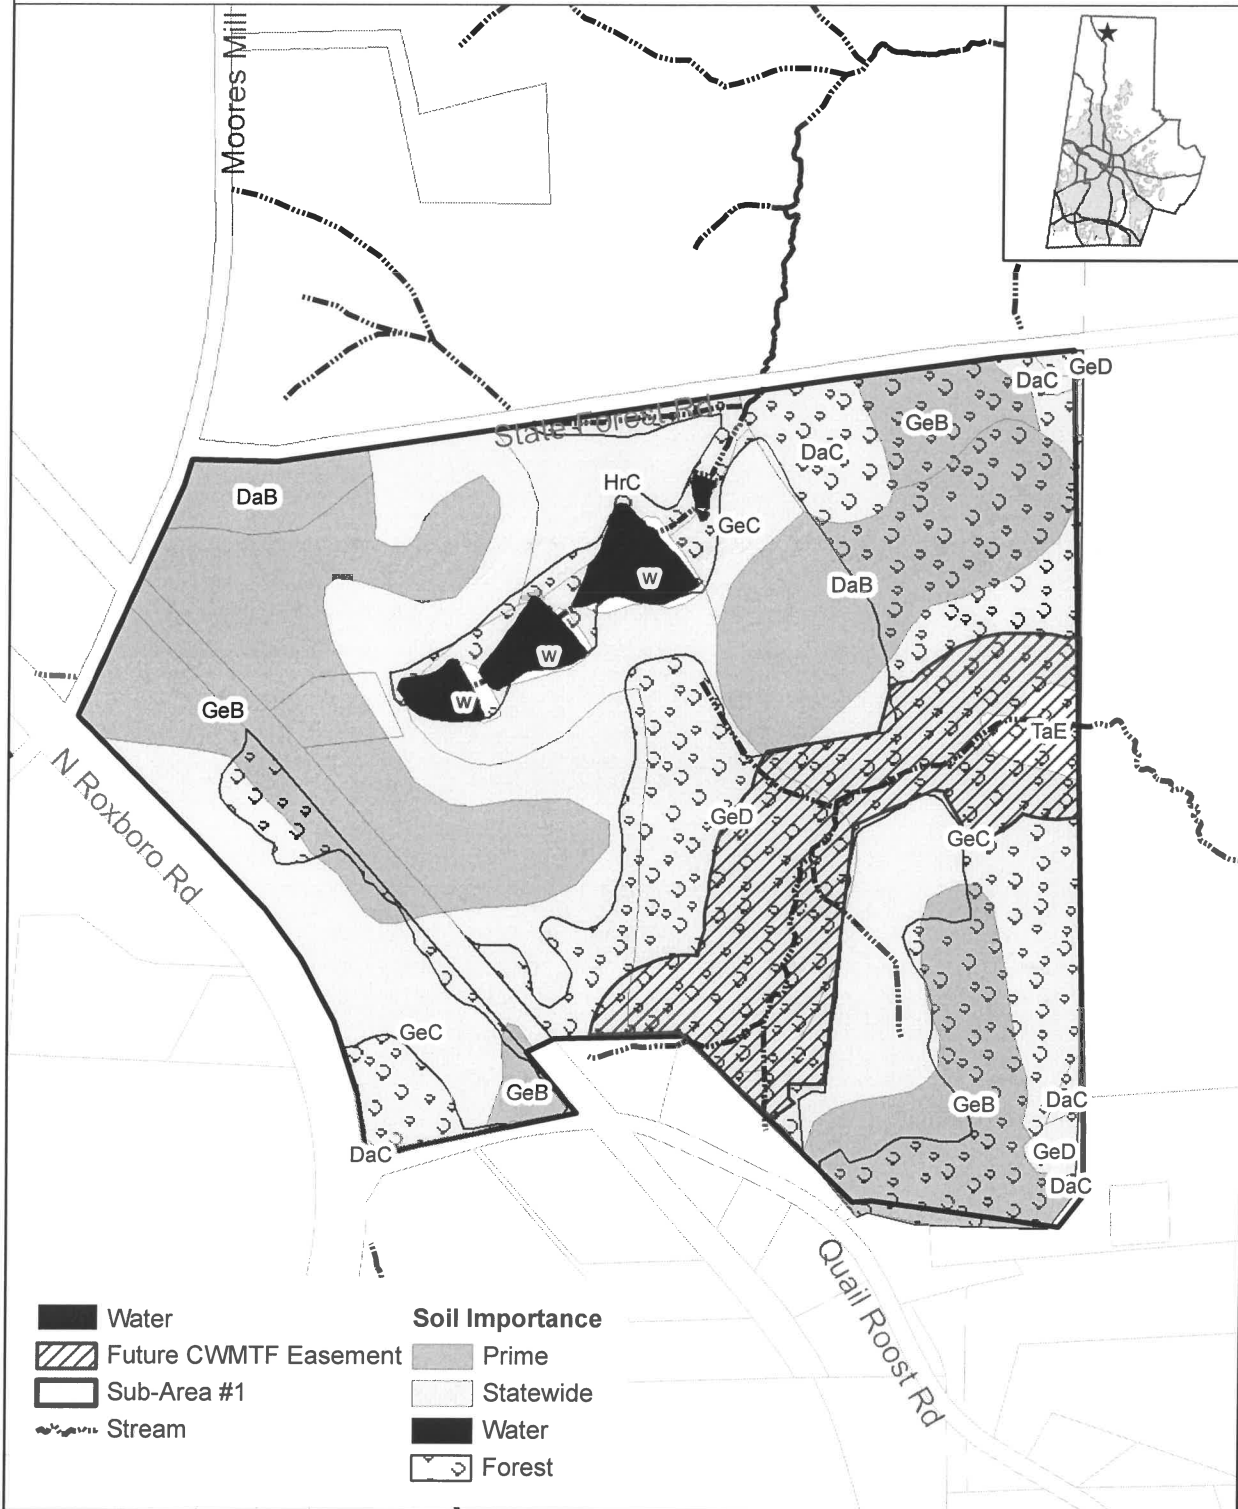 Moores Mill
GeD
DaC
GeB
State Forest Rd
DaC
HrC
DaB
GeC
W
DaB
W
W
GeB
TaE
N Roxboro Rd
GeD
GeC
GeC
GeB
GeB
DaC
DaC
GeD
DaC
Quail Roost Rd
Water
Future CWMTF Easement
Sub-Area #1
Stream
Soil Importance
Prime
Statewide
Water
Forest